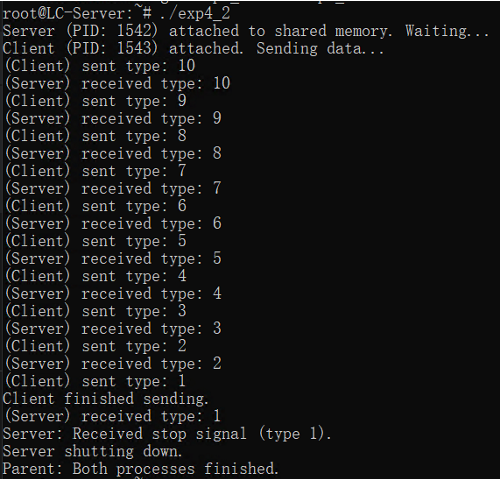 root@LC-Server:~# ./exp4_2
Server (PID: 1542) attached to shared memory. Waiting...
Client (PID: 1543) attached. Sending data...
(Client) sent type: 10
(Server) received type: 10
(Client) sent type: 9
(Server) received type: 9
(Client) sent type: 8
(Server) received type: 8
(Client) sent type: 7
(Server) received type: 7
(Client) sent type: 6
(Server) received type: 6
(Client) sent type: 5
(Server) received type: 5
(Client) sent type: 4
(Server) received type: 4
(Client) sent type: 3
(Server) received type: 3
(Client) sent type: 2
(Server) received type: 2
(Client) sent type: 1
Client finished sending.
(Server) received type: 1
Server: Received stop signal (type 1).
Server shutting down.
Parent: Both processes finished.